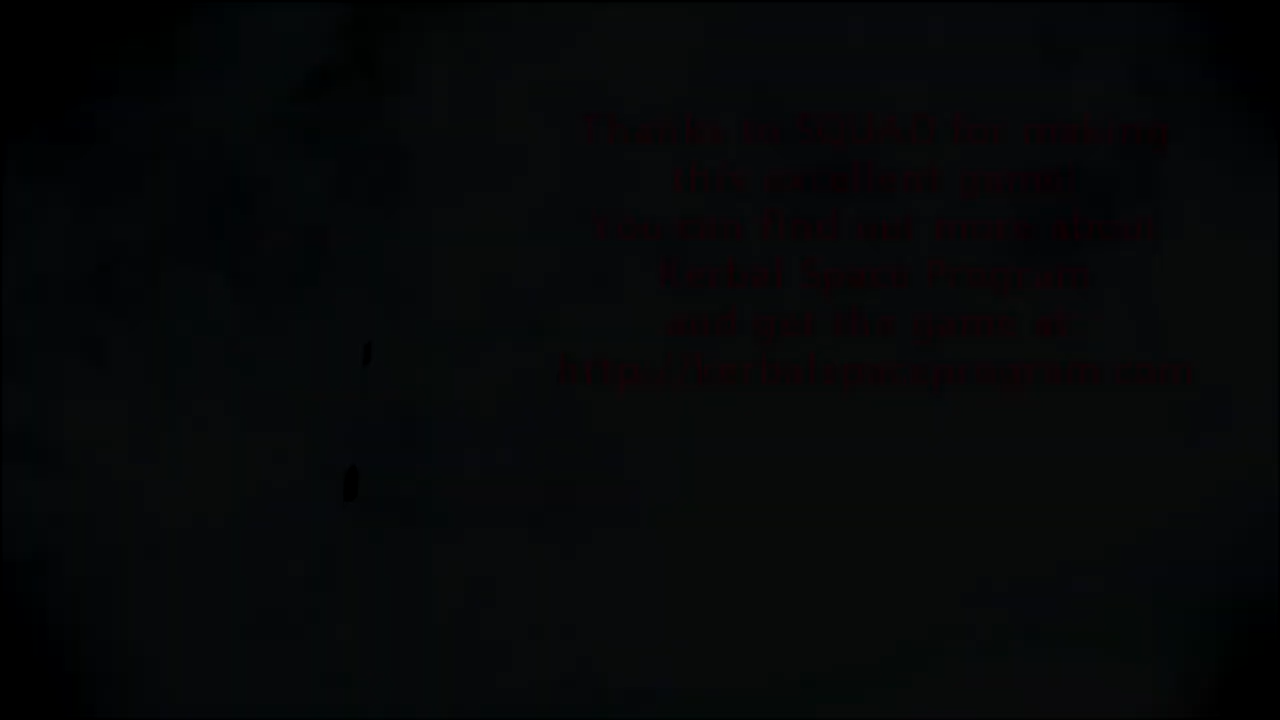 Thanks to Squad for making
this excellent game!
You can find out more about
Kerbal Space Program
and get the game at:
http://kerbalspaceprogram.com